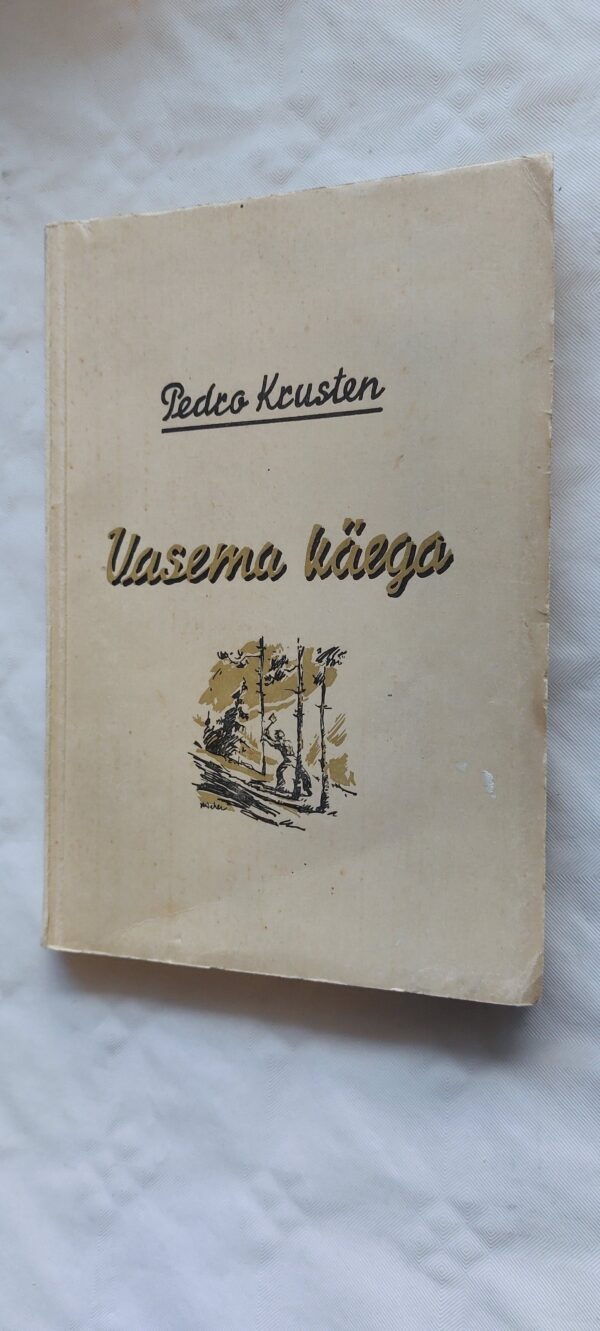 Pedro Krusten
Vasema käega